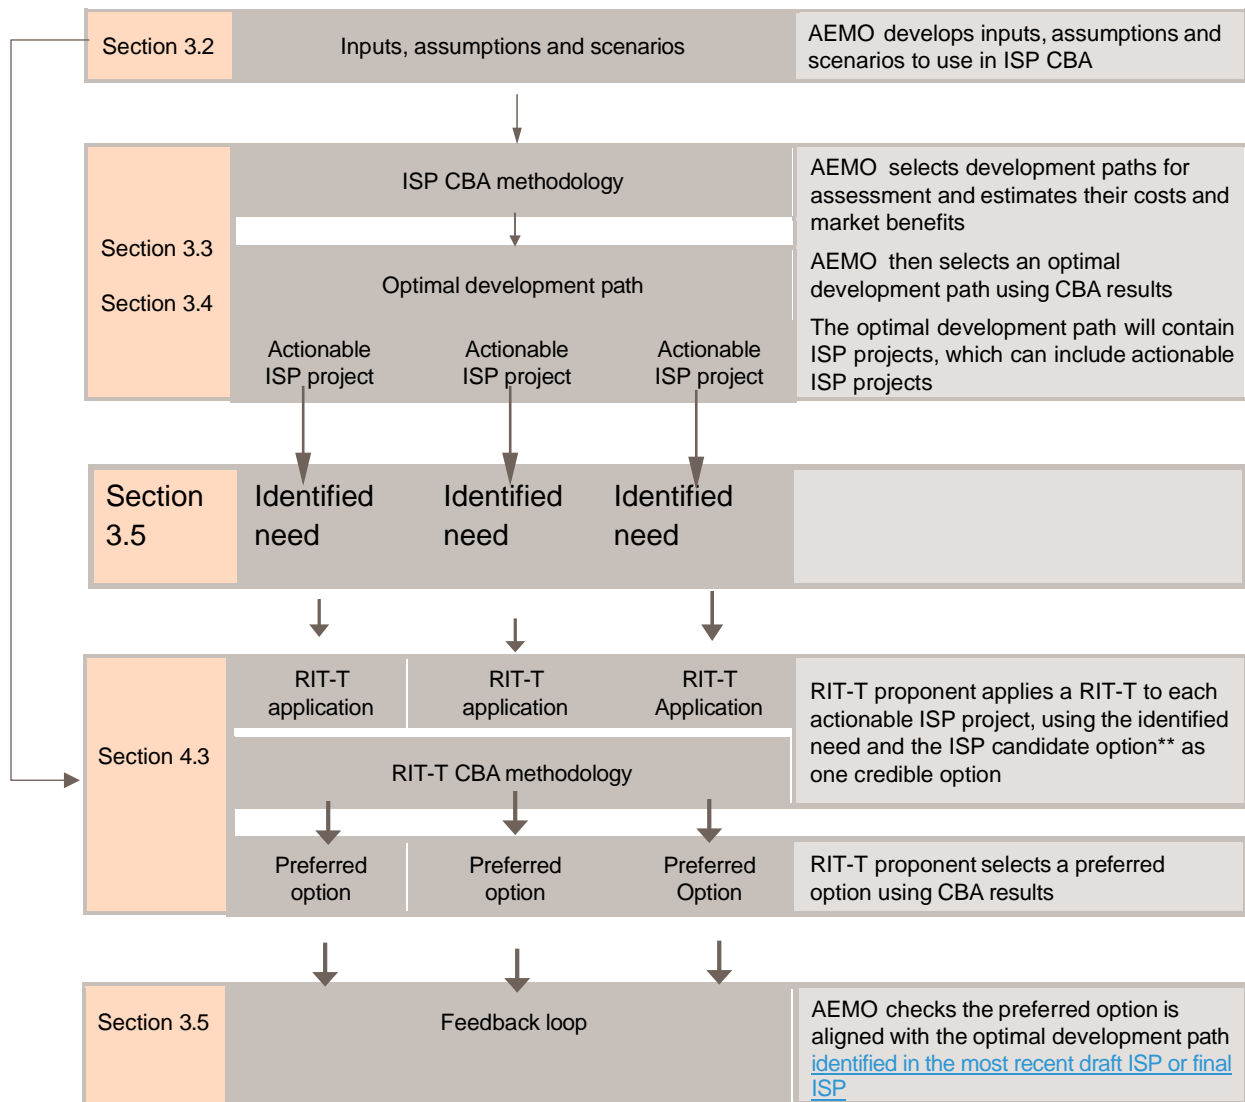 Section 3.2
Inputs, assumptions and scenarios
AEMO develops inputs, assumptions and
scenarios to use in ISP CBA
Section 3.3
Section 3.4
ISP CBA methodology
Optimal development path
Actionable
ISP project
Actionable
ISP project
Actionable
ISP project
AEMO selects development paths for
assessment and estimates their costs and
market benefits
AEMO then selects an optimal
development path using CBA results
The optimal development path will contain
ISP projects, which can include actionable
ISP projects
Section
3.5
Identified
need
Identified
need
Identified
need
Section 4.3
RIT-T
application
RIT-T
application
RIT-T
Application
RIT-T CBA methodology
RIT-T proponent applies a RIT-T to each
actionable ISP project, using the identified
need and the ISP candidate option** as
one credible option
Preferred
option
Preferred
option
Preferred
Option
RIT-T proponent selects a preferred
option using CBA results
Section 3.5
Feedback loop
AEMO checks the preferred option is
aligned with the optimal development path
identified in the most recent draft ISP or final
ISP